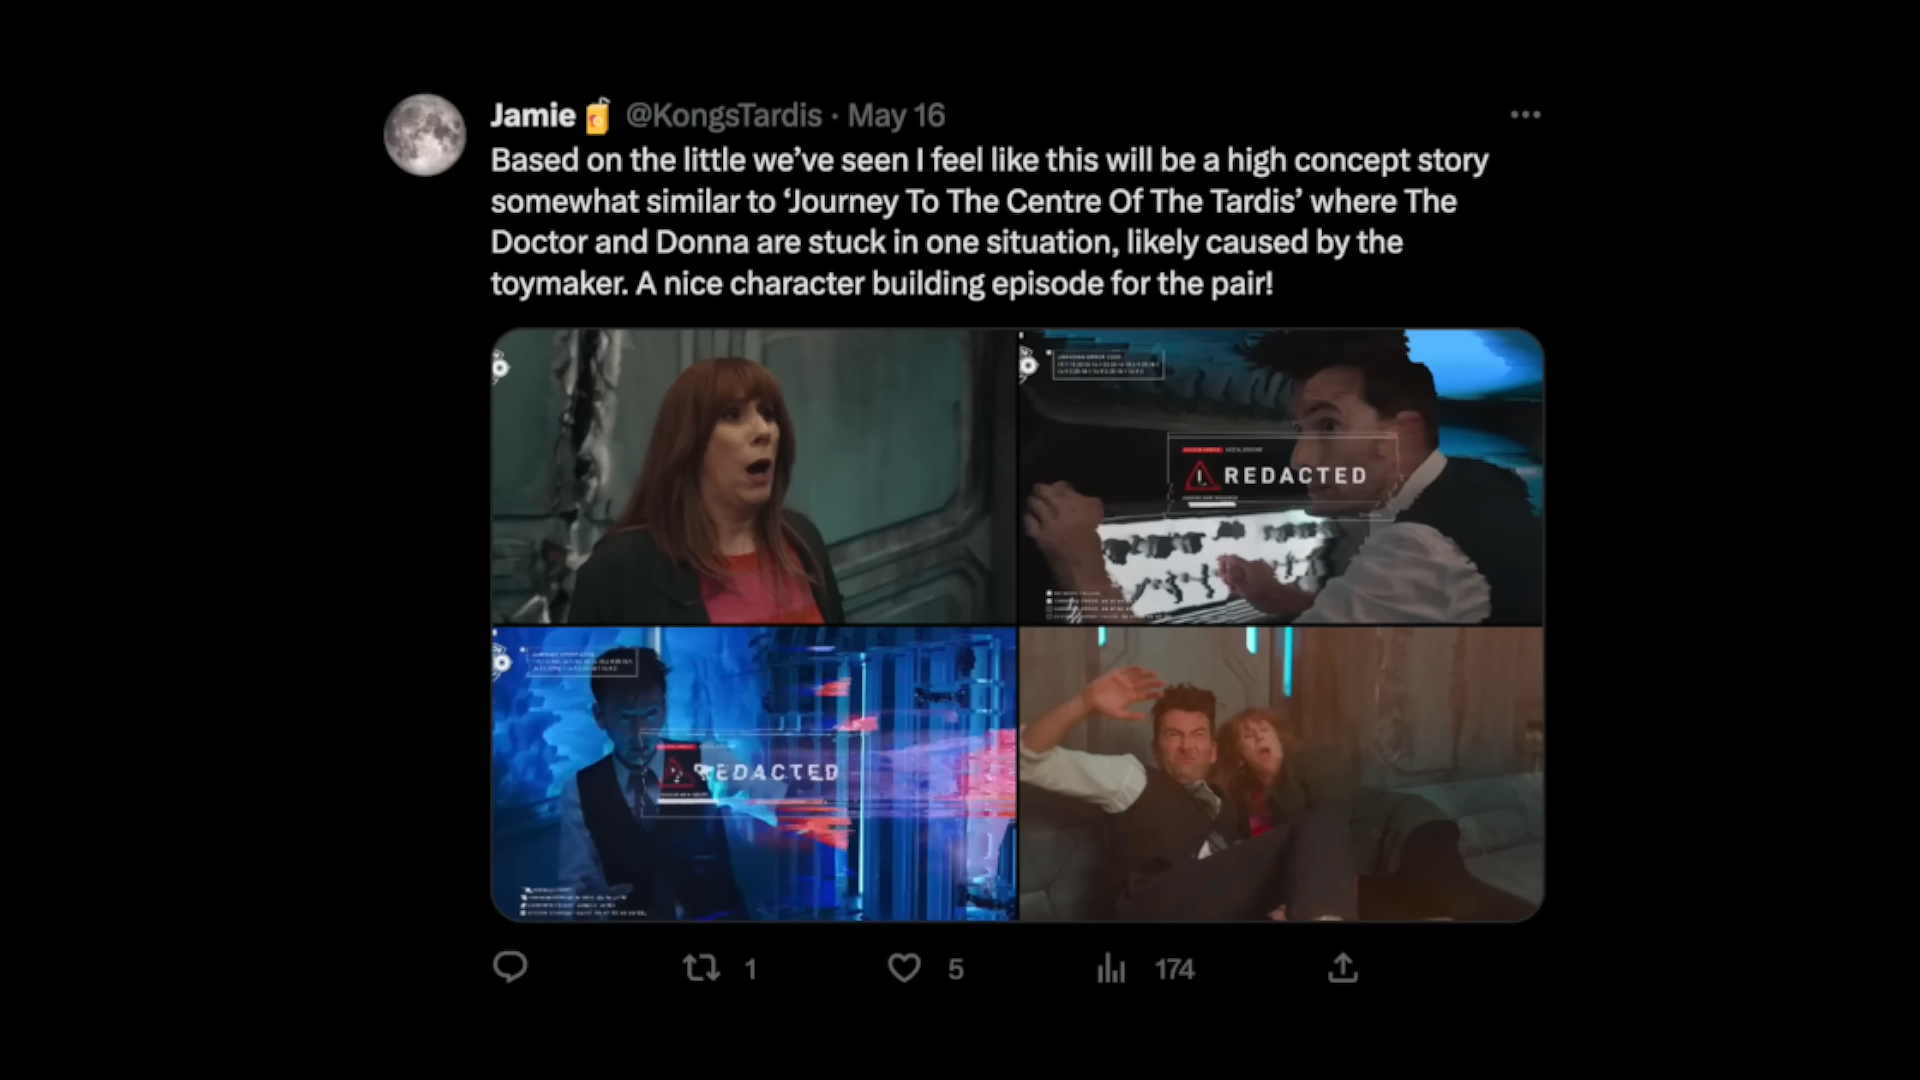 Jamie @KongsTardis · May 16
Based on the little we’ve seen I feel like this will be a high concept story
somewhat similar to ‘Journey To The Centre Of The Tardis’ where The
Doctor and Donna are stuck in one situation, likely caused by the
toymaker. A nice character building episode for the pair!
REDACTED
REDACTED
1 5 174